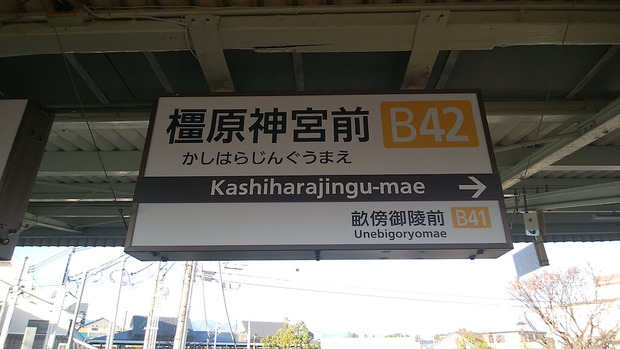 橿原神宮前 B42
かしはらじんぐうまえ
Kashiharajingu-mae →
畝傍御陵前 B41
Unebigoryomae